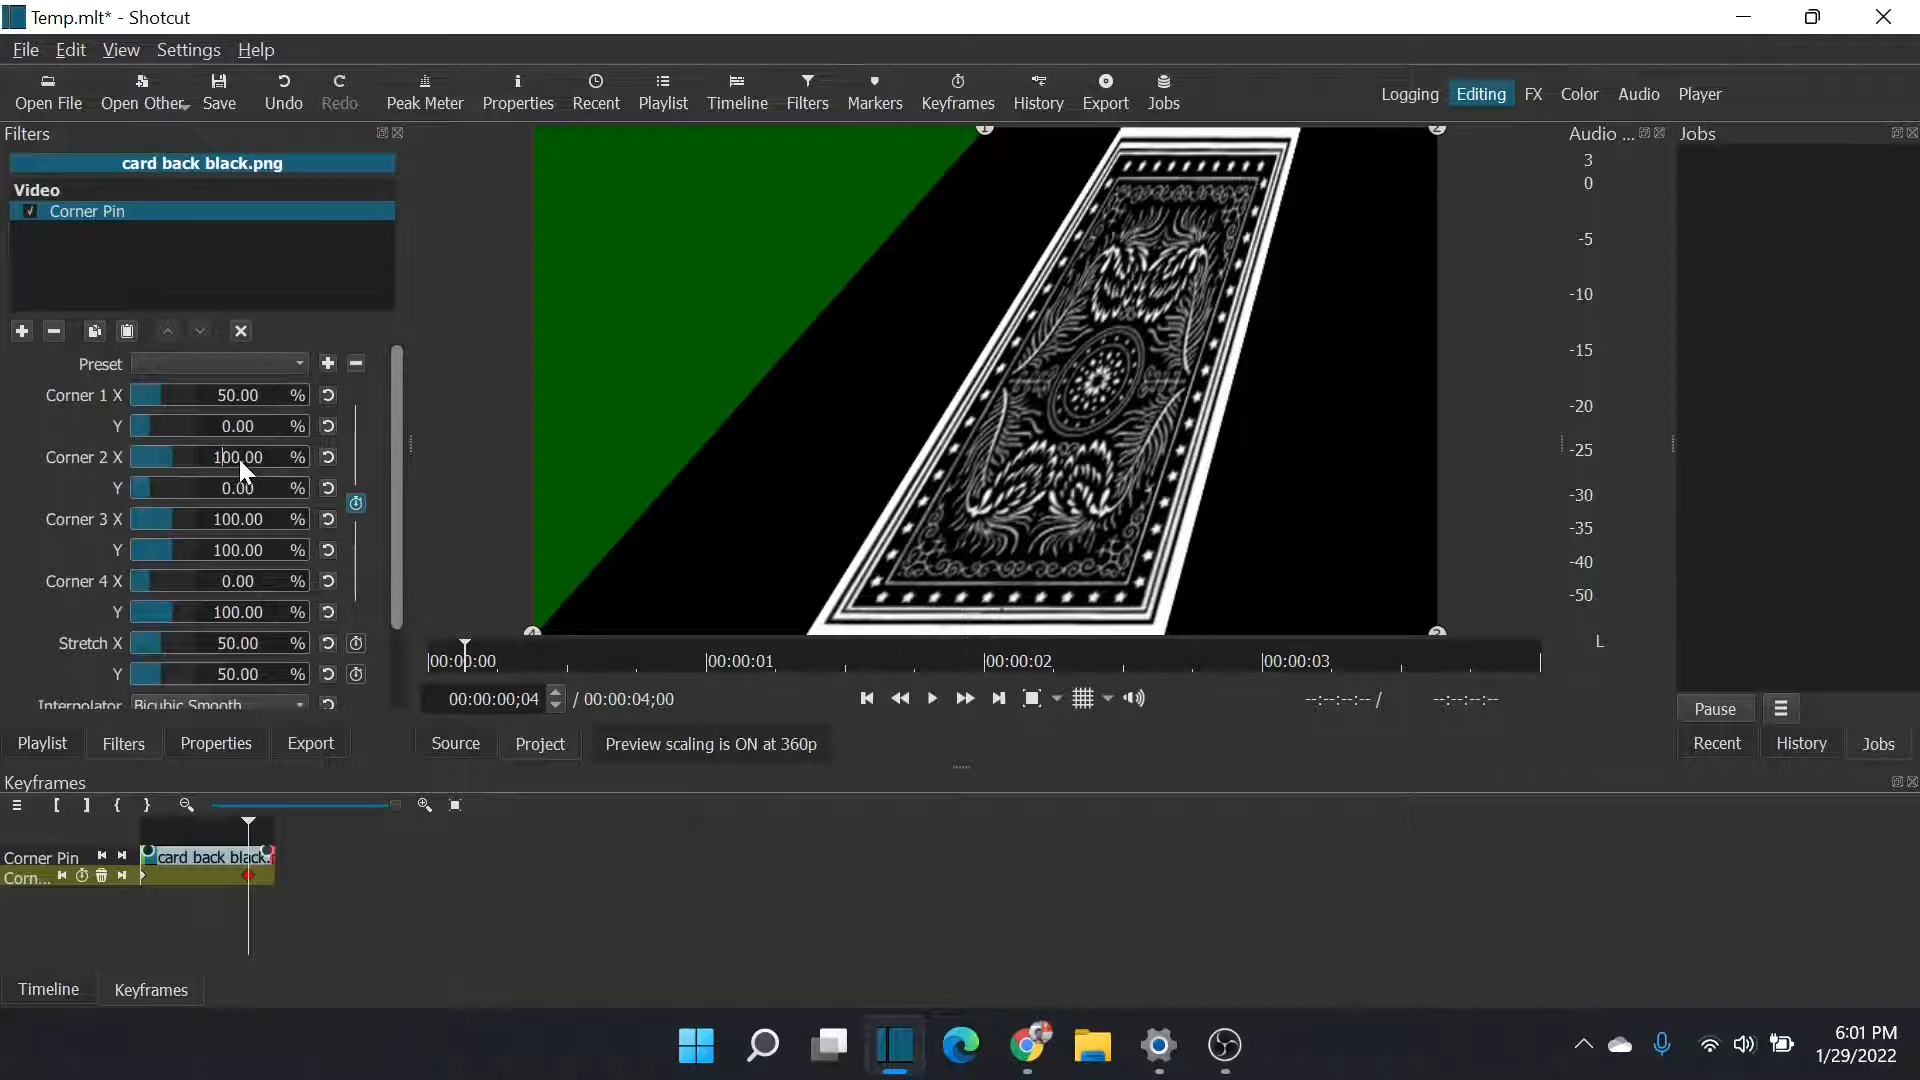 Temp.mlt* - Shotcut
File Edit View Settings Help
Open File Open Other Save Undo Redo Peak Meter Properties Recent Playlist Timeline Filters Markers Keyframes History Export Jobs
Logging Editing FX Color Audio Player
Filters
card back black.png
Video
Corner Pin
Preset
Corner 1 X 50.00 %
Y 0.00 %
Corner 2 X 100.00 %
Y 0.00 %
Corner 3 X 100.00 %
Y 100.00 %
Corner 4 X 0.00 %
Y 100.00 %
Stretch X 50.00 %
Y 50.00 %
Interpolator Bicubic Smooth
Playlist Filters Properties Export
1 2
4 3
00:00:00 00:00:01 00:00:02 00:00:03
00:00:00;04 / 00:00:04;00
--:--:--:-- / --:--:--:--
Source Project Preview scaling is ON at 360p
Audio ...
3
0
-5
-10
-15
-20
-25
-30
-35
-40
-50
L
Jobs
Pause
Recent History Jobs
Keyframes
Corner Pin card back black.
Corn...
Timeline Keyframes
6:01 PM
1/29/2022